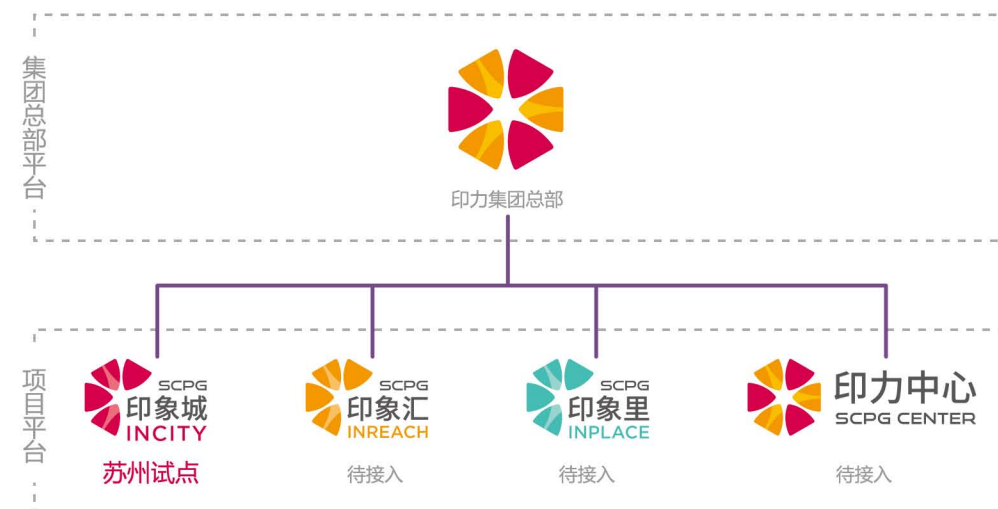 集团总部平台
印力集团总部
项目平台
SCPG
印象城
INCITY
苏州试点
SCPG
印象汇
INREACH
待接入
SCPG
印象里
INPLACE
待接入
印力中心
SCPG CENTER
待接入